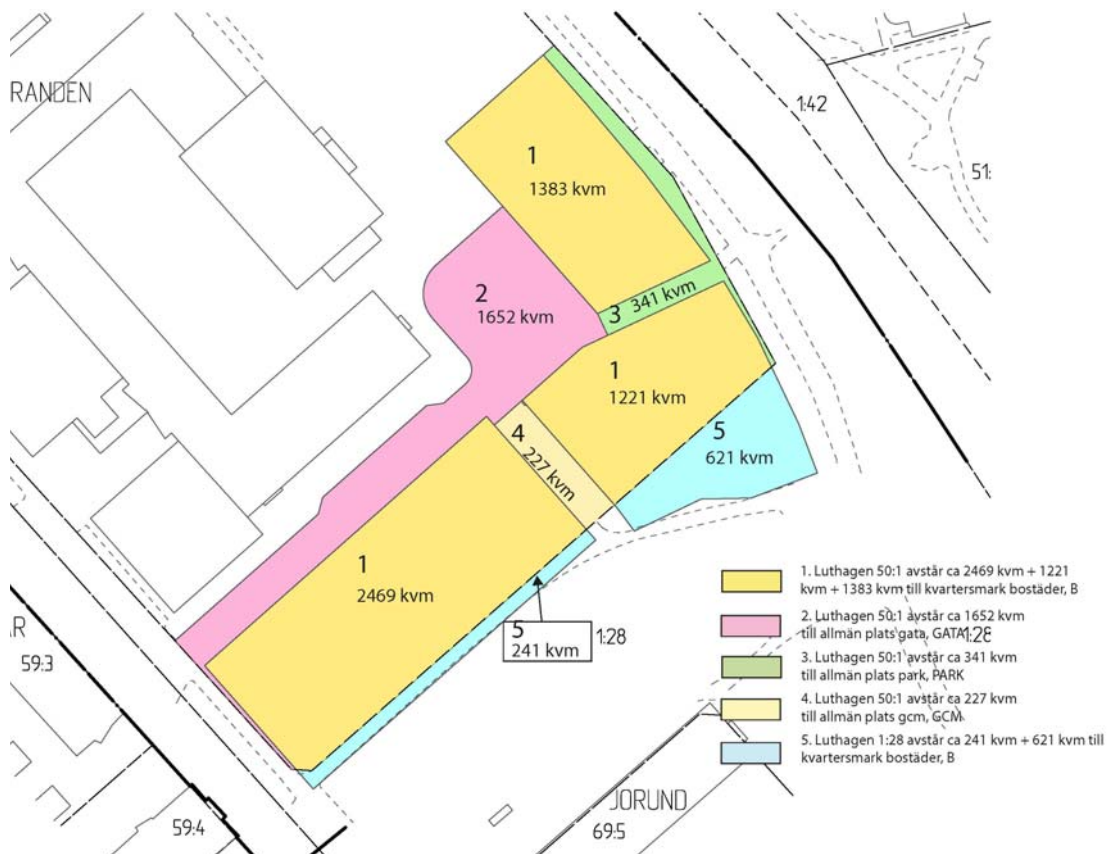 RANDEN
1:42
51:
1
1383 kvm
2
1652 kvm
3 341 kvm
1
1221 kvm
4
227 kvm
5
621 kvm
1
2469 kvm
5
241 kvm
1:28
1:28
AR
59:3
59:4
JORUND
69:5
1. Luthagen 50:1 avstår ca 2469 kvm + 1221
kvm + 1383 kvm till kvartersmark bostäder, B
2. Luthagen 50:1 avstår ca 1652 kvm
till allmän plats gata, GATA
3. Luthagen 50:1 avstår ca 341 kvm
till allmän plats park, PARK
4. Luthagen 50:1 avstår ca 227 kvm
till allmän plats gcm, GCM
5. Luthagen 1:28 avstår ca 241 kvm + 621 kvm till
kvartersmark bostäder, B